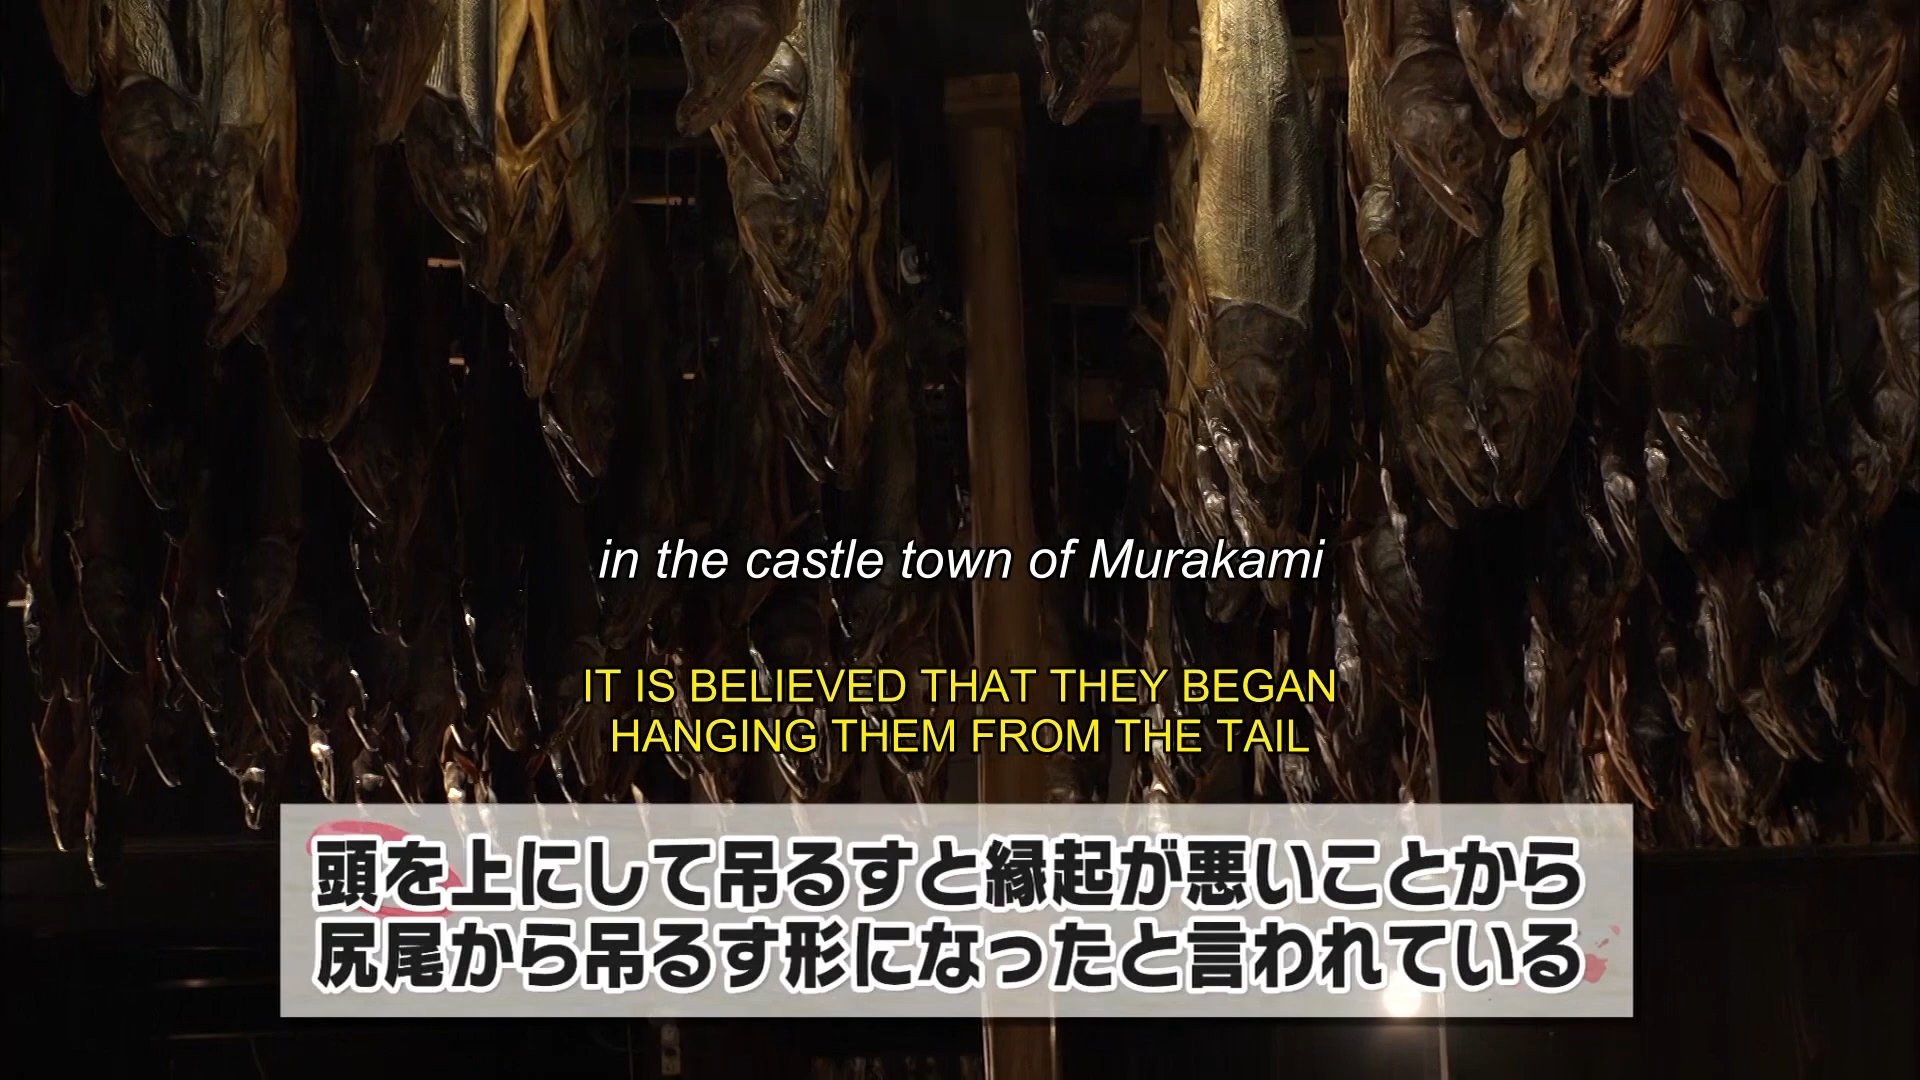 in the castle town of Murakami
IT IS BELIEVED THAT THEY BEGAN
HANGING THEM FROM THE TAIL
頭を上にして吊るすと縁起が悪いことから
尻尾から吊るす形になったと言われている